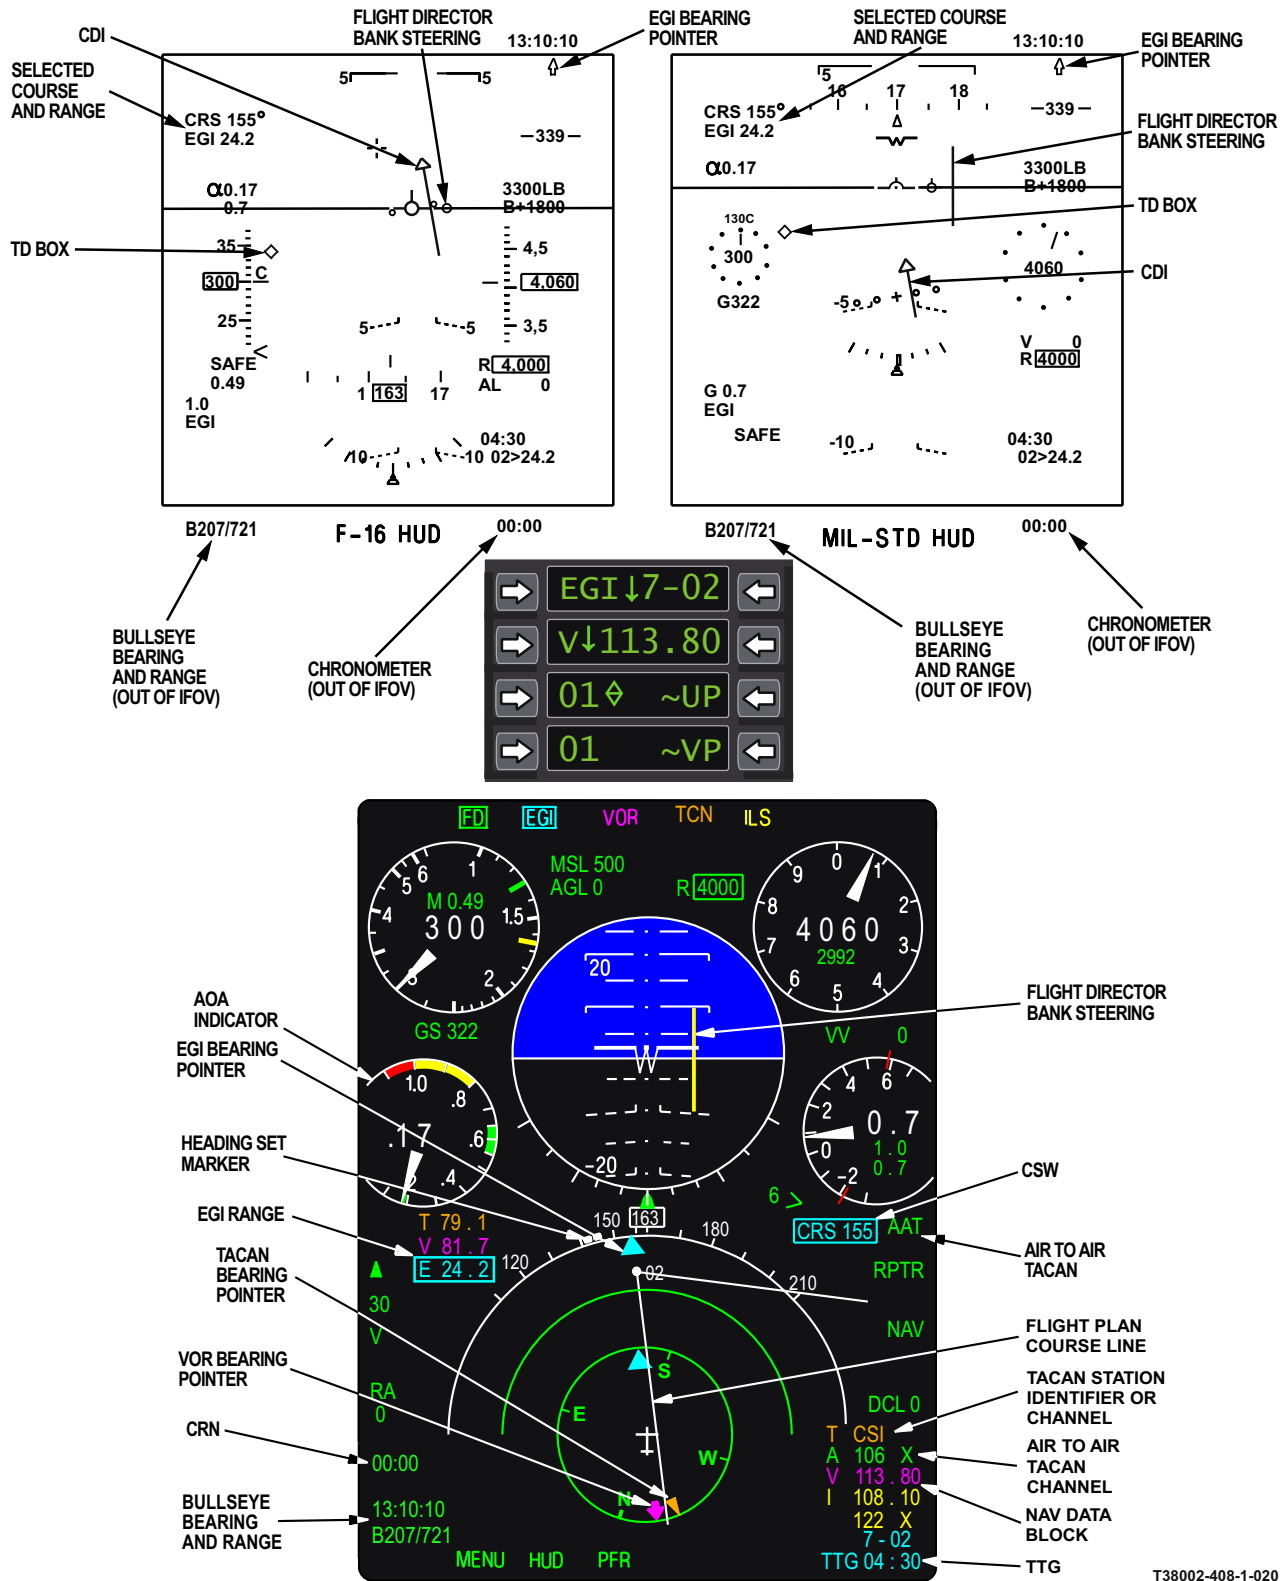 CDI
FLIGHT DIRECTOR
BANK STEERING
13:10:10
EGI BEARING
POINTER
SELECTED COURSE
AND RANGE
13:10:10
EGI BEARING
POINTER
SELECTED
COURSE
AND RANGE
5 5
CRS 155°
EGI 24.2
339
α0.17
0.7
3300LB
B+1800
TD BOX
35
300
C
25
4,5
4,060
3,5
5 5
SAFE
0.49
R 4,000
AL 0
1 163 17
1.0
EGI
04:30
10 -10 02>24.2
B207/721
F-16 HUD
00:00
5
16 17 18
CRS 155°
EGI 24.2
339
FLIGHT DIRECTOR
BANK STEERING
α0.17
3300LB
B+1800
TD BOX
130C
300
4060
CDI
G322
-5
V 0
R 4000
G 0.7
EGI
SAFE
-10
04:30
02>24.2
B207/721
MIL-STD HUD
00:00
BULLSEYE
BEARING
AND RANGE
(OUT OF IFOV)
CHRONOMETER
(OUT OF IFOV)
BULLSEYE
BEARING
AND RANGE
(OUT OF IFOV)
CHRONOMETER
(OUT OF IFOV)
EGI↓7-02
V↓113.80
01 ~UP
01 ~VP
FD EGI VOR TCN ILS
MSL 500
AGL 0
R 4000
6 1
5
M 0.49
4 300 1.5
3 2
GS 322
0
9 1
8 2
4060
2992
7 3
6 4
5
20
-20
VV 0
AOA
INDICATOR
EGI BEARING
POINTER
HEADING SET
MARKER
EGI RANGE
TACAN
BEARING
POINTER
VOR BEARING
POINTER
CRN
BULLSEYE
BEARING
AND RANGE
1.0
.8
.17 .6
.2 .4
4 6
2 0.7
0 1.0
-2 0.7
6
T 79.1
V 81.7
E 24.2
120 150 163 180 210
CRS 155 AAT
RPTR
NAV
DCL 0
02
S
E
W
N
30
V
RA
0
00:00
13:10:10
B207/721
T CSI
A 106 X
V 113.80
I 108.10
122 X
7-02
TTG 04:30
MENU HUD PFR
FLIGHT DIRECTOR
BANK STEERING
CSW
AIR TO AIR
TACAN
FLIGHT PLAN
COURSE LINE
TACAN STATION
IDENTIFIER OR
CHANNEL
AIR TO AIR
TACAN
CHANNEL
NAV DATA
BLOCK
TTG
T38002-408-1-020